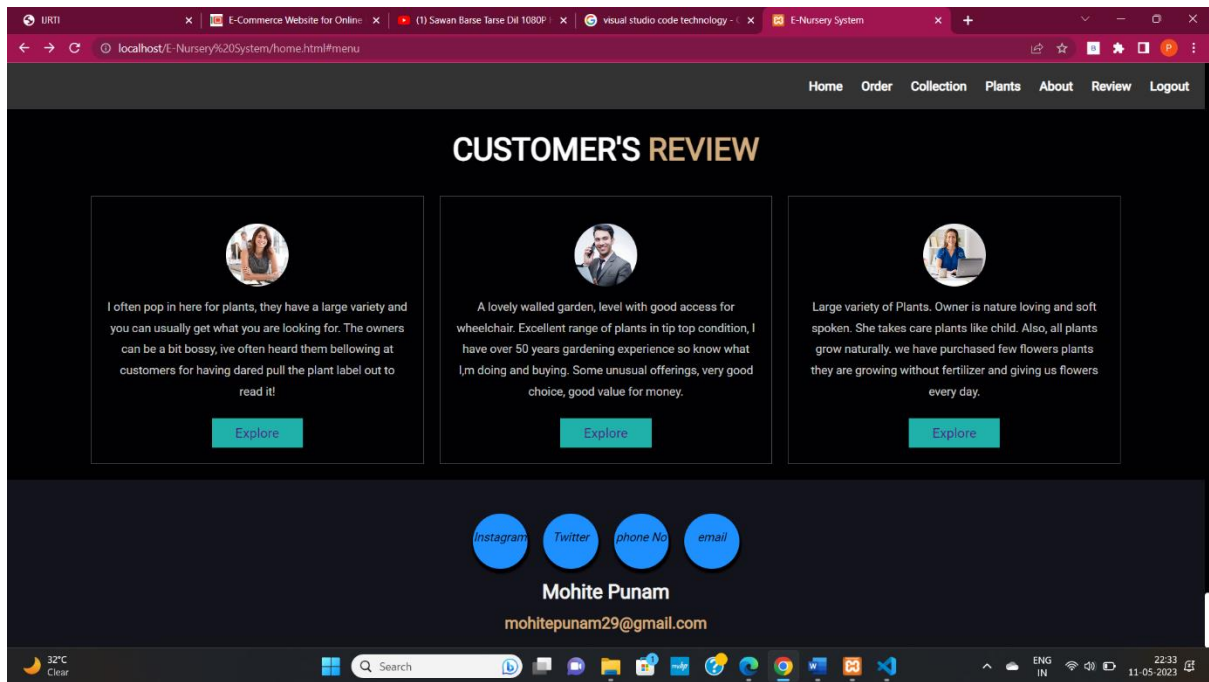 URTI
E-Commerce Website for Online
(1) Sawan Barse Tarse Dil 1080P
visual studio code technology -
E-Nursery System
localhost/E-Nursery%20System/home.html#menu
B
P
Home Order Collection Plants About Review Logout
CUSTOMER'S REVIEW
I often pop in here for plants, they have a large variety and
you can usually get what you are looking for. The owners
can be a bit bossy, ive often heard them bellowing at
customers for having dared pull the plant label out to
read it!
Explore
A lovely walled garden, level with good access for
wheelchair. Excellent range of plants in tip top condition, I
have over 50 years gardening experience so know what
I,m doing and buying. Some unusual offerings, very good
choice, good value for money.
Explore
Large variety of Plants. Owner is nature loving and soft
spoken. She takes care plants like child. Also, all plants
grow naturally. we have purchased few flowers plants
they are growing without fertilizer and giving us flowers
every day.
Explore
Instagram Twitter phone No email
Mohite Punam
mohitepunam29@gmail.com
32°C
Clear
Search
ENG
IN
22:33
11-05-2023